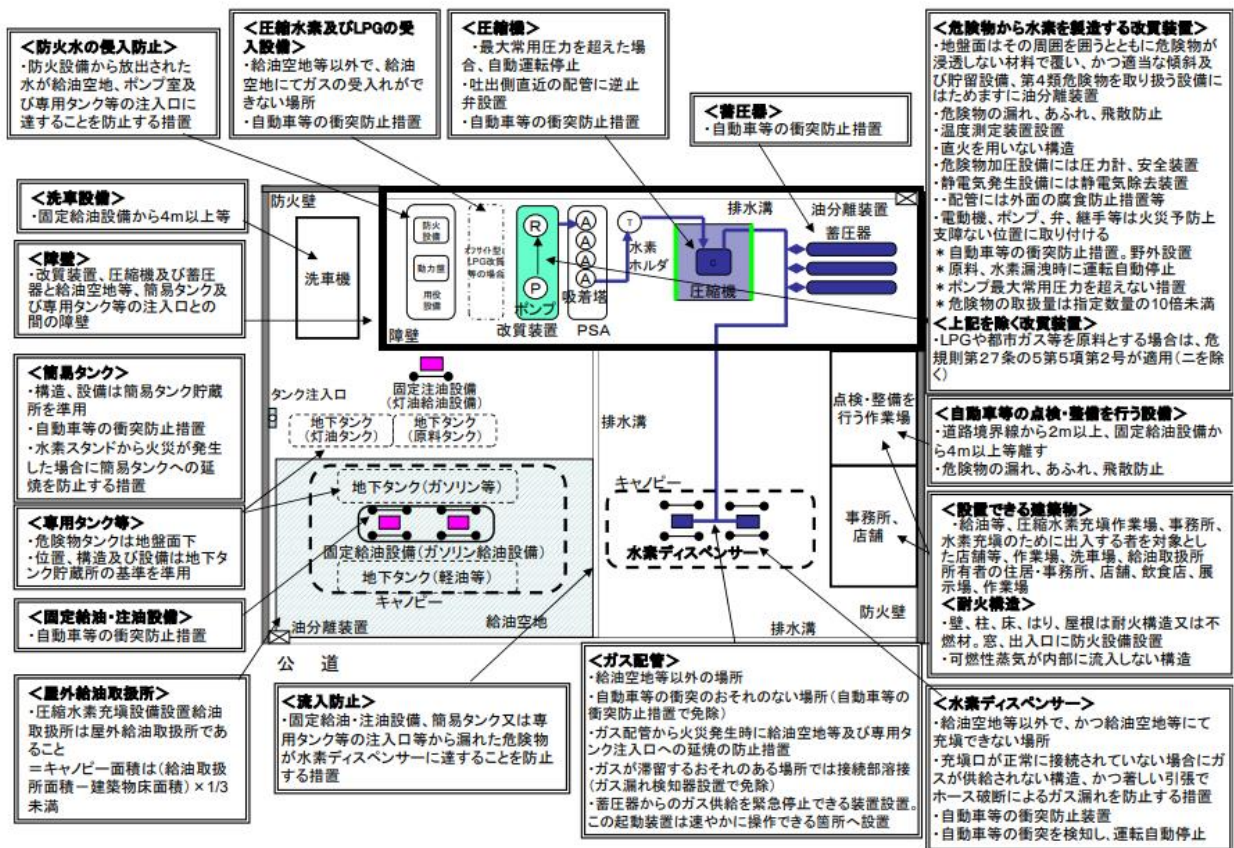 <防火水の侵入防止>
・防火設備から放出された
水が給油空地、ポンプ室及
び専用タンク等の注入口に
達することを防止する措置
<圧縮水素及びLPGの受
入設備>
・給油空地等以外で、給油
空地にてガスの受入れがで
きない場所
・自動車等の衝突防止措置
<圧縮機>
・最大常用圧力を超えた場
合、自動運転停止
・吐出側直近の配管に逆止
弁設置
・自動車等の衝突防止措置
<蓄圧器>
・自動車等の衝突防止措置
<危険物から水素を製造する改質装置>
・地盤面はその周囲を囲うとともに危険物が
浸透しない材料で覆い、かつ適当な傾斜及
び貯留設備、第4類危険物を取り扱う設備に
はためますに油分離装置
・危険物の漏れ、あふれ、飛散防止
・温度測定装置設置
・直火を用いない構造
・危険物加圧設備には圧力計、安全装置
・静電気発生設備には静電気除去装置
・・配管には外面の腐食防止措置等
・電動機、ポンプ、弁、継手等は火災予防上
支障ない位置に取り付ける
* 自動車等の衝突防止措置。野外設置
* 原料、水素漏洩時に運転自動停止
* ポンプ最大常用圧力を超えない措置
* 危険物の取扱量は指定数量の10倍未満
<上記を除く改質装置>
・LPGや都市ガス等を原料とする場合は、危
規則第27条の5第5項第2号が適用(ニを除
く)
<洗車設備>
・固定給油設備から4m以上等
<障壁>
・改質装置、圧縮機及び蓄圧
器と給油空地等、簡易タンク及
び専用タンク等の注入口との
間の障壁
<簡易タンク>
・構造、設備は簡易タンク貯蔵
所を準用
・自動車等の衝突防止措置
・水素スタンドから火災が発生
した場合に簡易タンクへの延
焼を防止する措置
<専用タンク等>
・危険物タンクは地盤面下
・位置、構造及び設備は地下タ
ンク貯蔵所の基準を準用
<固定給油・注油設備>
・自動車等の衝突防止措置
<屋外給油取扱所>
・圧縮水素充塡設備設置給油
取扱所は屋外給油取扱所であ
ること
=キャノピー面積は(給油取扱
所面積−建築物床面積)×1/3
未満
防火壁
洗車機
防火
設備
動力盤
用役
設備
オフサイト型に
LPG改質
等の場合
R
P
ポンプ
改質装置
A
A
A
A
吸着塔
PSA
T
水素
ホルダ
C
圧縮機
排水溝
油分離装置
蓄圧器
障壁
タンク注入口
固定注油設備
(灯油給油設備)
地下タンク
(灯油タンク)
地下タンク
(原料タンク)
排水溝
点検・整備を
行う作業場
キャノピー
地下タンク(ガソリン等)
固定給油設備(ガソリン給油設備)
地下タンク(軽油等)
キャノピー
水素ディスペンサー
事務所、
店舗
油分離装置
給油空地
排水溝
防火壁
公 道
<自動車等の点検・整備を行う設備>
・道路境界線から2m以上、固定給油設備か
ら4m以上等離す
・危険物の漏れ、あふれ、飛散防止
<設置できる建築物>
・給油等、圧縮水素充塡作業場、事務所、
水素充塡のために出入する者を対象とし
た店舗等、作業場、洗車場、給油取扱所
所有者の住居・事務所、店舗、飲食店、展
示場、作業場
<耐火構造>
・壁、柱、床、はり、屋根は耐火構造又は不
燃材。窓、出入口に防火設備設置
・可燃性蒸気が内部に流入しない構造
<流入防止>
・固定給油・注油設備、簡易タンク又は専
用タンク等の注入口等から漏れた危険物
が水素ディスペンサーに達することを防止
する措置
<ガス配管>
・給油空地等以外の場所
・自動車等の衝突のおそれのない場所(自動車等の
衝突防止措置で免除)
・ガス配管から火災発生時に給油空地等及び専用タ
ンク注入口への延焼の防止措置
・ガスが滞留するおそれのある場所では接続部溶接
(ガス漏れ検知器設置で免除)
・蓄圧器からのガス供給を緊急停止できる装置設置。
この起動装置は速やかに操作できる箇所へ設置
<水素ディスペンサー>
・給油空地等以外で、かつ給油空地等にて
充塡できない場所
・充塡口が正常に接続されていない場合にガ
スが供給されない構造、かつ著しい引張で
ホース破断によるガス漏れを防止する措置
・自動車等の衝突防止装置
・自動車等の衝突を検知し、運転自動停止